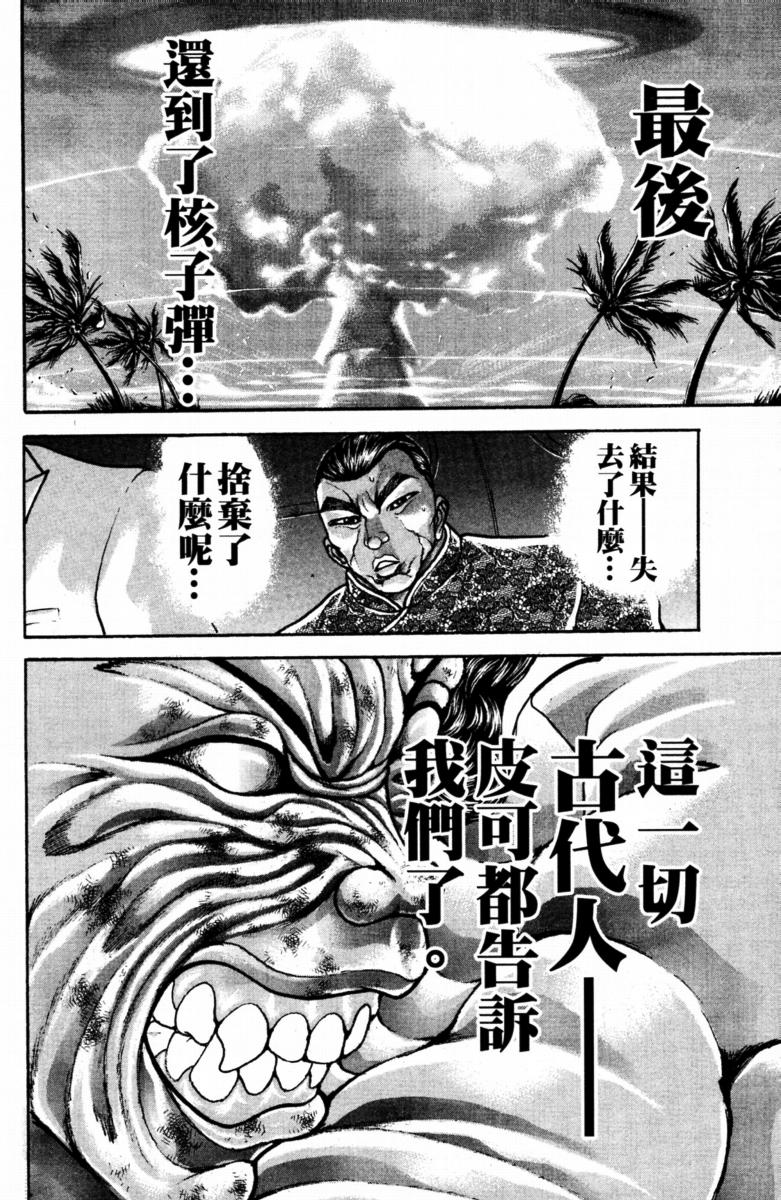 最後
還到了核子彈…
結果——失
去了什麼…
捨棄了
什麼呢…
這一切
古代人——
皮可都告訴
我們了。